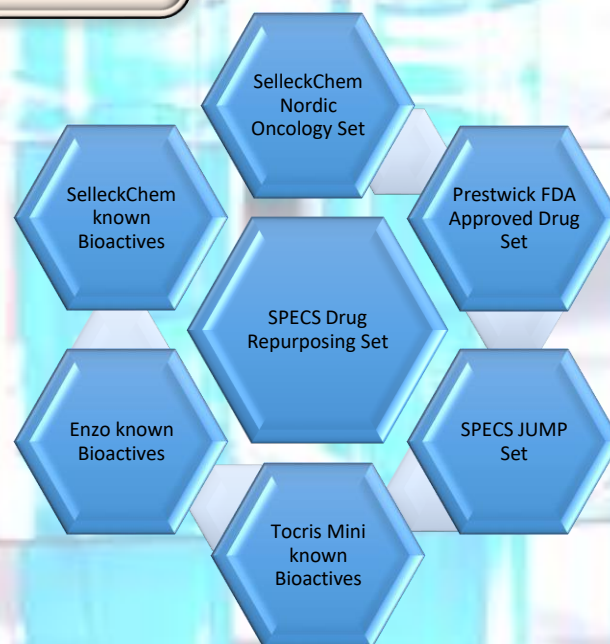 SelleckChem
Nordic
Oncology Set
SelleckChem
known
Bioactives
Prestwick FDA
Approved Drug
Set
SPECS Drug
Repurposing Set
Enzo known
Bioactives
SPECS JUMP
Set
Tocris Mini
known
Bioactives